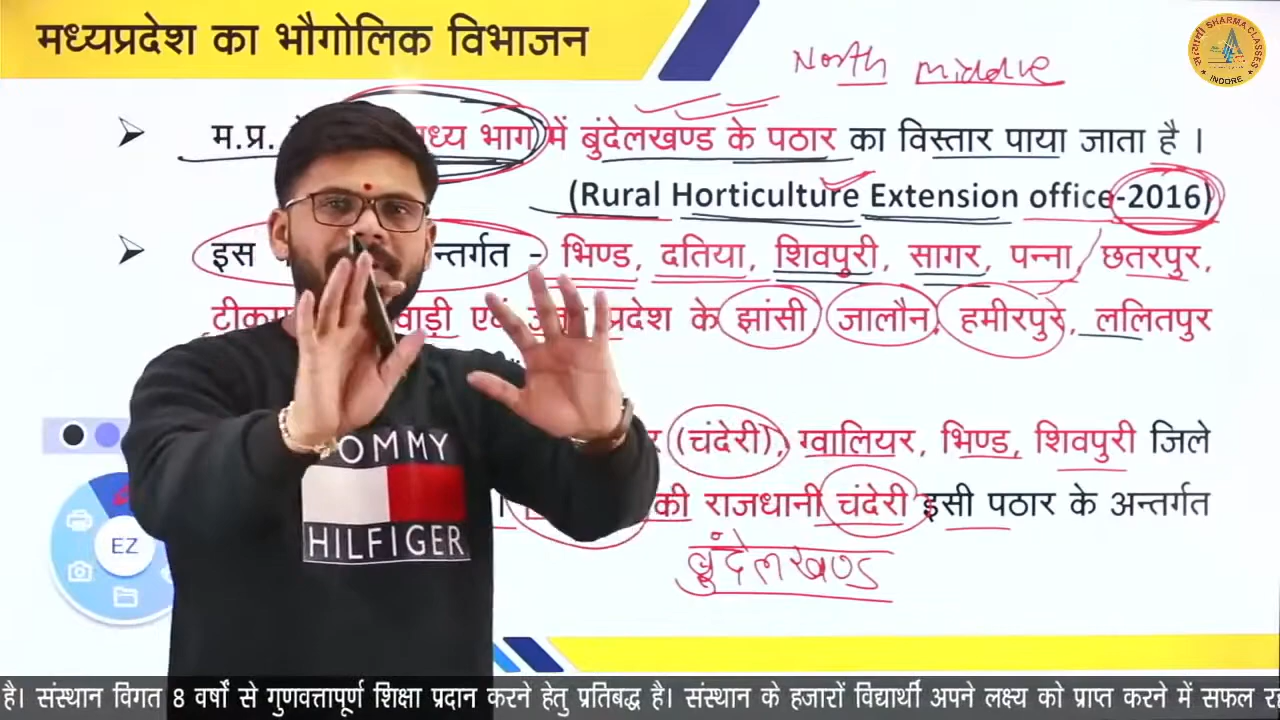 मध्यप्रदेश का भौगोलिक विभाजन
North Middle
शर्मा SHARMA CLASSES
INDORE
म.प्र. मध्य भाग में बुंदेलखण्ड के पठार का विस्तार पाया जाता है ।
(Rural Horticulture Extension office-2016)
इस अन्तर्गत - भिण्ड, दतिया, शिवपुरी, सागर, पन्ना, छतरपुर,
प्रदेश के झांसी, जालौन, हमीरपुर, ललितपुर
(चंदेरी), ग्वालियर, भिण्ड, शिवपुरी जिले
की राजधानी चंदेरी इसी पठार के अन्तर्गत
बुंदेलखण्ड
EZ
TOMMY
HILFIGER
है। संस्थान विगत 8 वर्षों से गुणवत्तापूर्ण शिक्षा प्रदान करने हेतु प्रतिबद्ध है। संस्थान के हजारों विद्यार्थी अपने लक्ष्य को प्राप्त करने में सफल